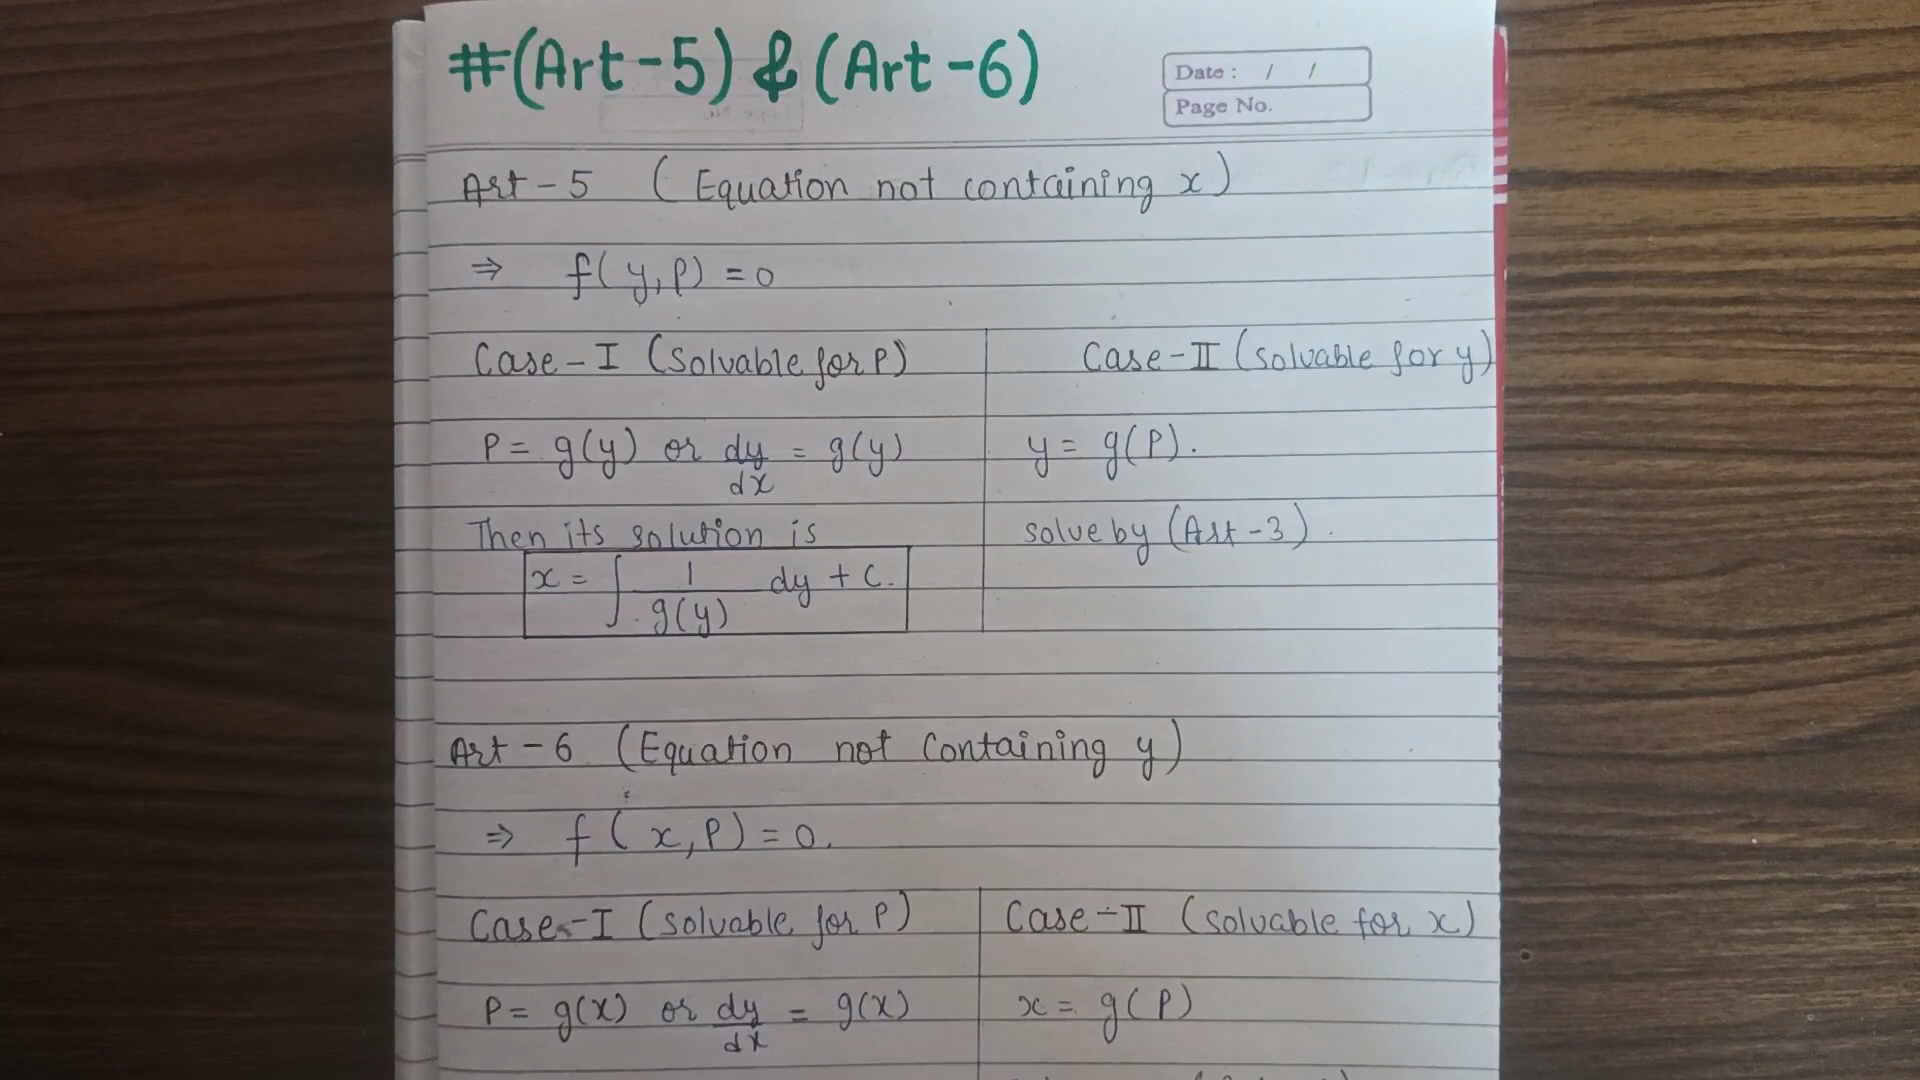 #(Art-5) & (Art-6)
Date : / /
Page No.
Art - 5 (Equation not containing x)
⇒ f(y,p) = 0
Case - I (Solvable for P)
P = g(y) or dy/dx = g(y)
Then its solution is
x = ∫ 1/g(y) dy + c.
Case - II (solvable for y)
y = g(P).
solve by (Art-3).
Art - 6 (Equation not containing y)
⇒ f(x,P) = 0.
Case - I (solvable for P)
P = g(x) or dy/dx = g(x)
Case - II (solvable for x)
x = g(P)